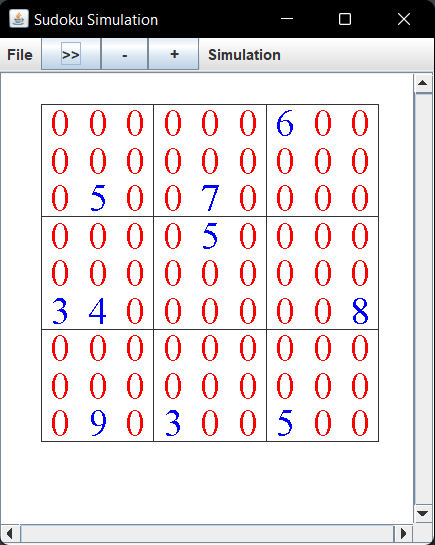 Sudoku Simulation
File >> - + Simulation
0 0 0 0 0 0 6 0 0
0 0 0 0 0 0 0 0 0
0 5 0 0 7 0 0 0 0
0 0 0 0 5 0 0 0 0
0 0 0 0 0 0 0 0 0
3 4 0 0 0 0 0 0 8
0 0 0 0 0 0 0 0 0
0 0 0 0 0 0 0 0 0
0 9 0 3 0 0 5 0 0